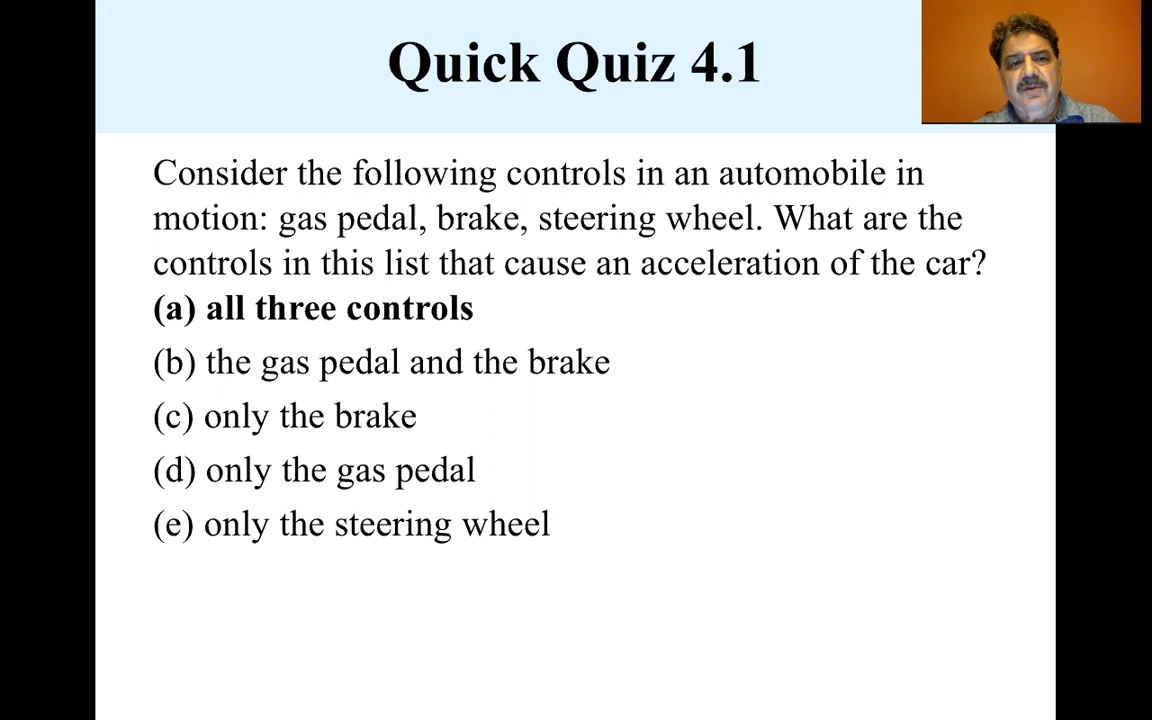 Quick Quiz 4.1
Consider the following controls in an automobile in
motion: gas pedal, brake, steering wheel. What are the
controls in this list that cause an acceleration of the car?
(a) all three controls
(b) the gas pedal and the brake
(c) only the brake
(d) only the gas pedal
(e) only the steering wheel